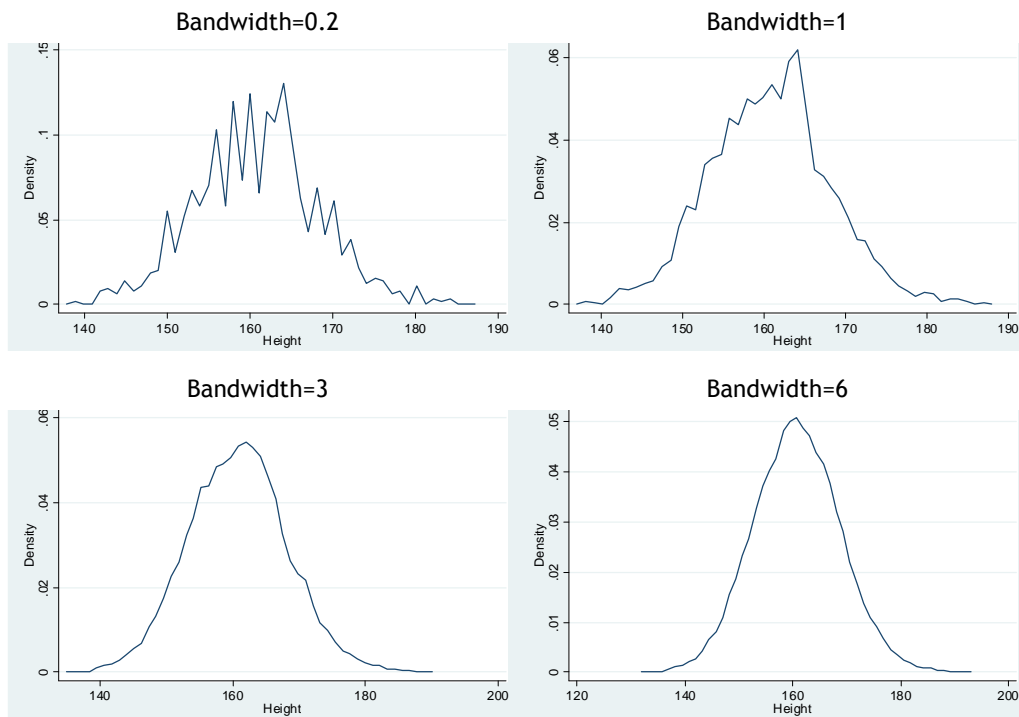 Bandwidth=0.2
.15
.1
.05
0
Density
140 150 160 170 180 190
Height
Bandwidth=1
.06
.04
.02
0
Density
140 150 160 170 180 190
Height
Bandwidth=3
.06
.04
.02
0
Density
140 160 180 200
Height
Bandwidth=6
.05
.04
.03
.02
.01
0
Density
120 140 160 180 200
Height